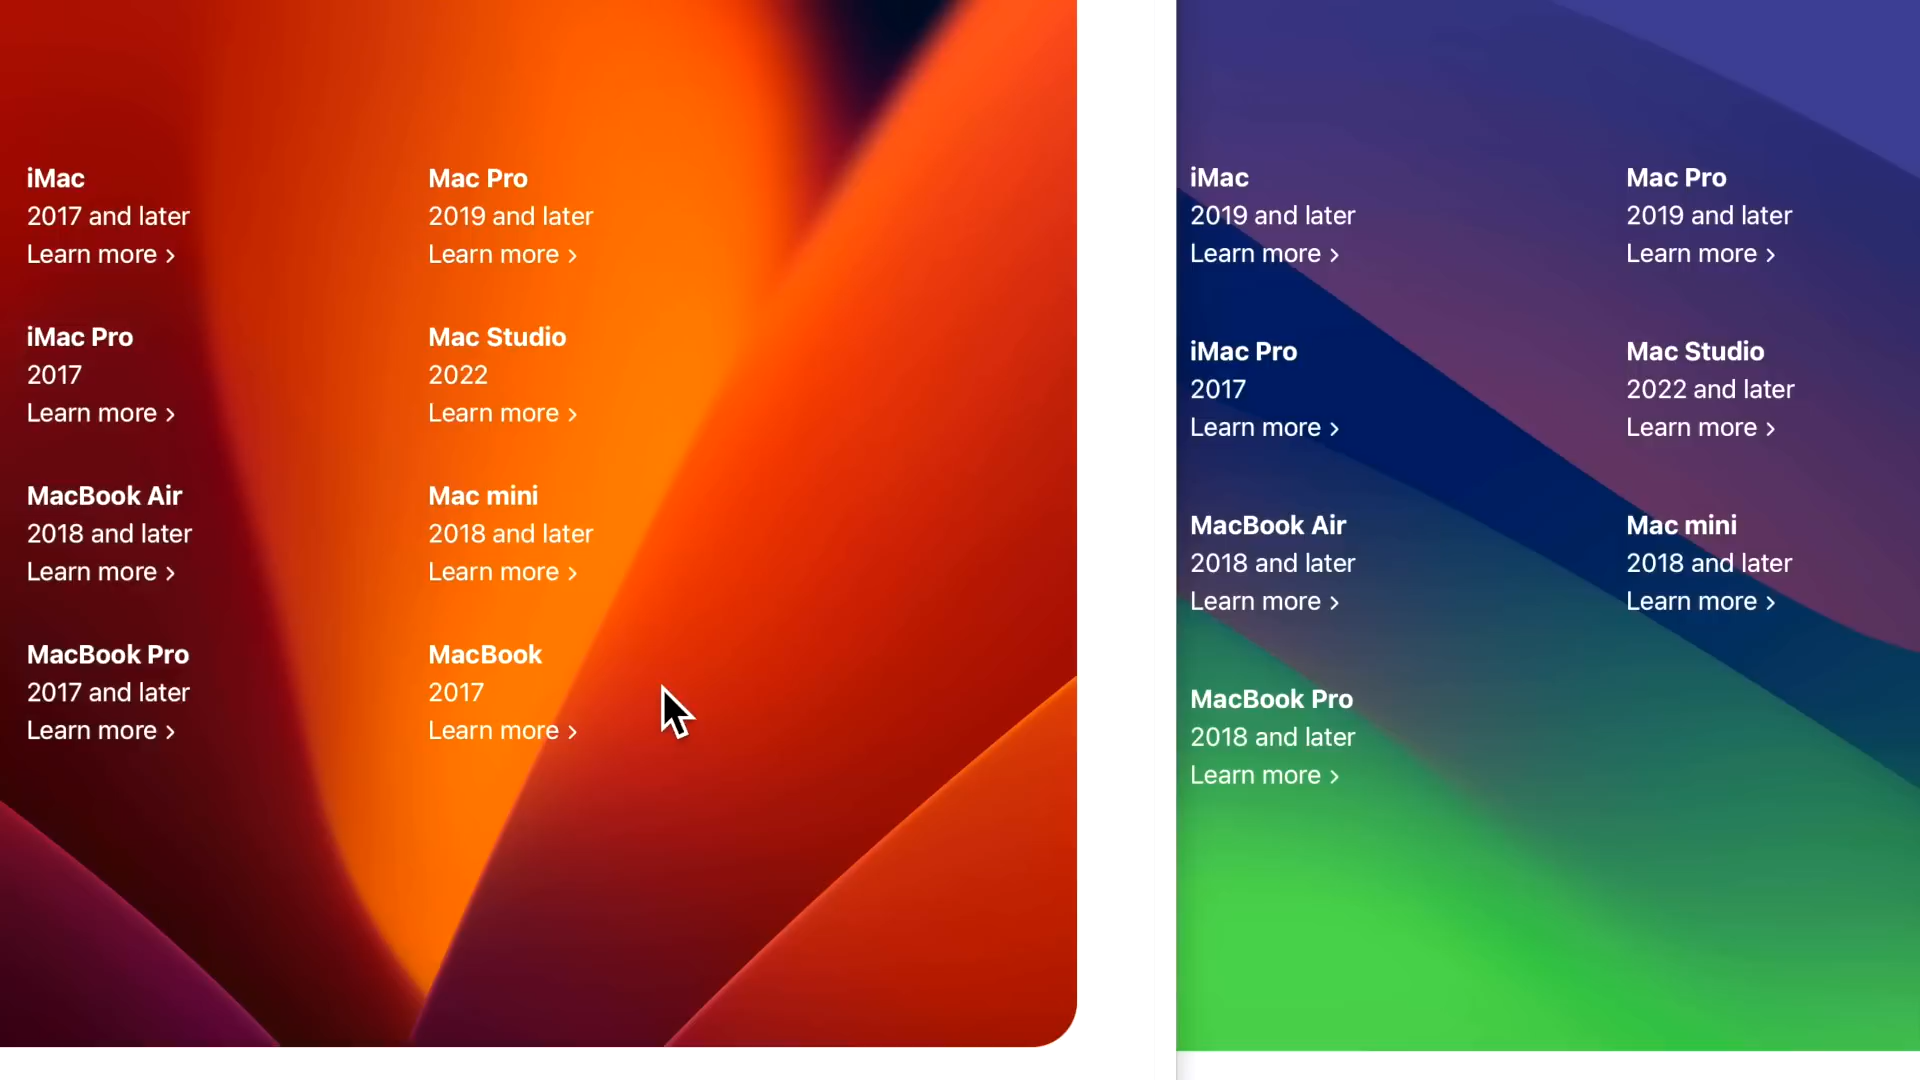 iMac
2017 and later
Learn more >
Mac Pro
2019 and later
Learn more >
iMac Pro
2017
Learn more >
Mac Studio
2022
Learn more >
MacBook Air
2018 and later
Learn more >
Mac mini
2018 and later
Learn more >
MacBook Pro
2017 and later
Learn more >
MacBook
2017
Learn more >
iMac
2019 and later
Learn more >
Mac Pro
2019 and later
Learn more >
iMac Pro
2017
Learn more >
Mac Studio
2022 and later
Learn more >
MacBook Air
2018 and later
Learn more >
Mac mini
2018 and later
Learn more >
MacBook Pro
2018 and later
Learn more >